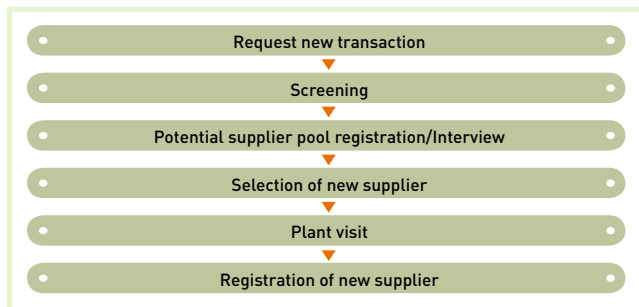 Request new transaction
Screening
Potential supplier pool registration/Interview
Selection of new supplier
Plant visit
Registration of new supplier